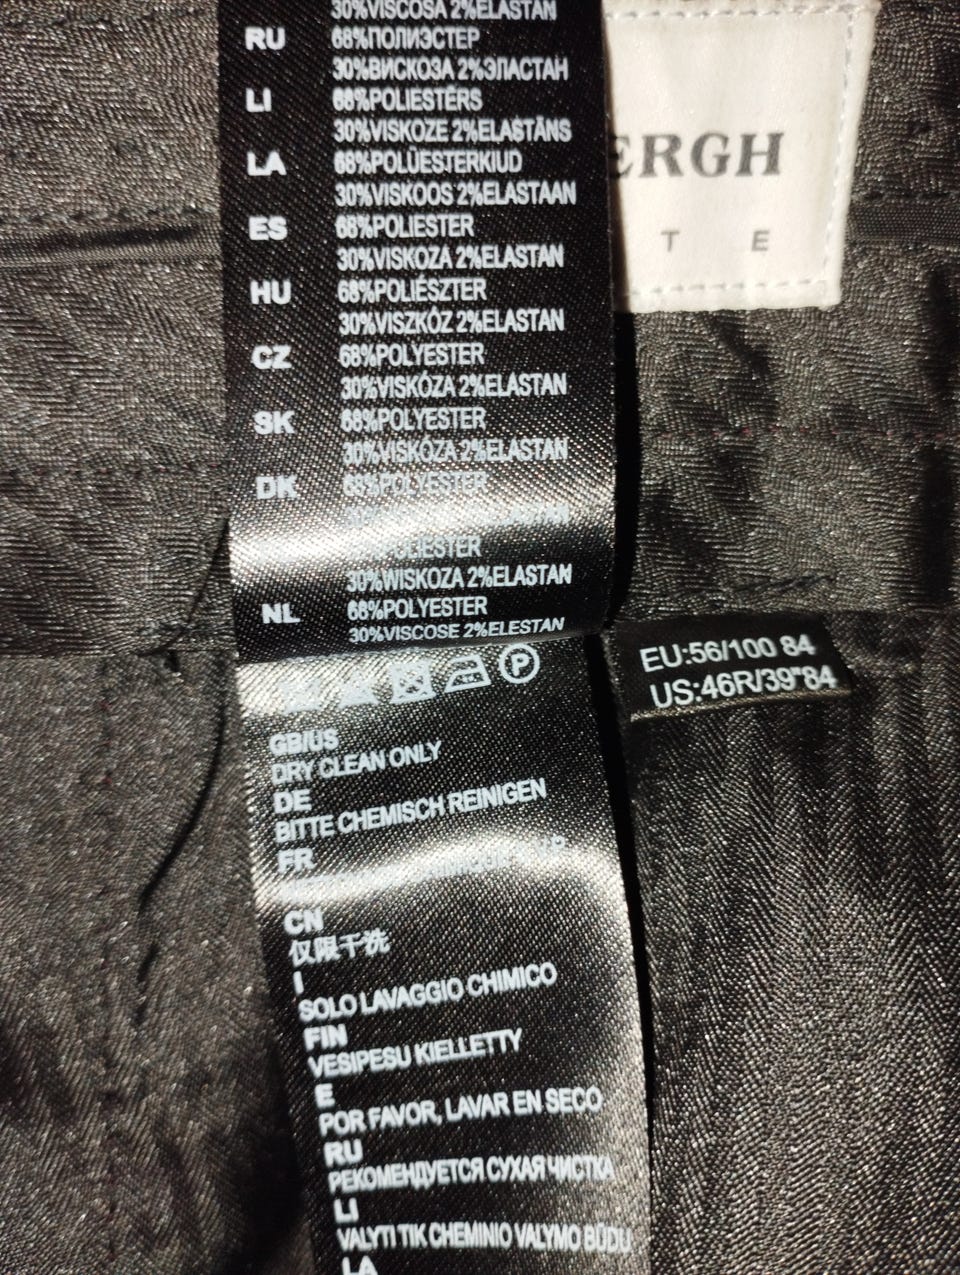 30%VISCOSA 2%ELASTAN
RU 68%ПОЛИЭСТЕР
30%ВИСКОЗА 2%ЭЛАСТАН
LI 68%POLIESTĒRS
30%VISKOZE 2%ELASTĀNS
LA 68%POLÜESTERKIUD
30%VISKOOS 2%ELASTAAN
ES 68%POLIESTER
30%VISKOZA 2%ELASTAN
HU 68%POLIÉSZTER
30%VISZKÓZ 2%ELASTAN
CZ 68%POLYESTER
30%VISKÓZA 2%ELASTAN
SK 68%POLYESTER
30%VISKÓZA 2%ELASTAN
DK 68%POLYESTER
POLIESTER
30%WISKOZA 2%ELASTAN
NL 68%POLYESTER
30%VISCOSE 2%ELESTAN
ERGH
T E
EU:56/100 84
US:46R/39"84
P
GB/US
DRY CLEAN ONLY
DE
BITTE CHEMISCH REINIGEN
FR
CN
仅限干洗
I
SOLO LAVAGGIO CHIMICO
FIN
VESIPESU KIELLETTY
E
POR FAVOR, LAVAR EN SECO
RU
РЕКОМЕНДУЕТСЯ СУХАЯ ЧИСТКА
LI
VALYTI TIK CHEMINIO VALYMO BŪDU
LA